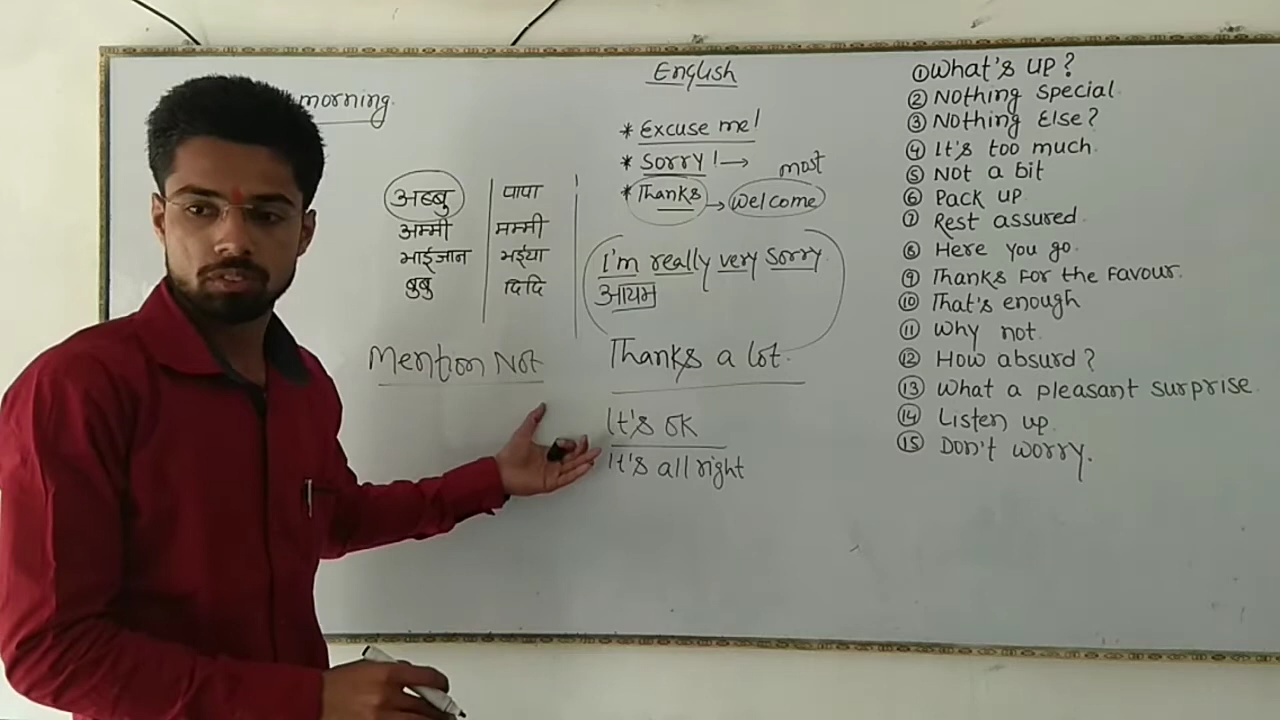 morning.
अब्बु | पापा
अम्मी | मम्मी
भाईजान | भईया
बुबु | दिदि
Mention Not
English
* Excuse me!
* Sorry! →
most
* Thanks → Welcome
I'm really very sorry
आयम
Thanks a lot.
It's ok
It's all right
① What's up?
② Nothing special
③ Nothing Else?
④ It's too much.
⑤ Not a bit
⑥ Pack up
⑦ Rest assured.
⑧ Here you go.
⑨ Thanks for the favour.
⑩ That's enough
⑪ Why not.
⑫ How absurd?
⑬ What a pleasant surprise.
⑭ Listen up.
⑮ Don't worry.